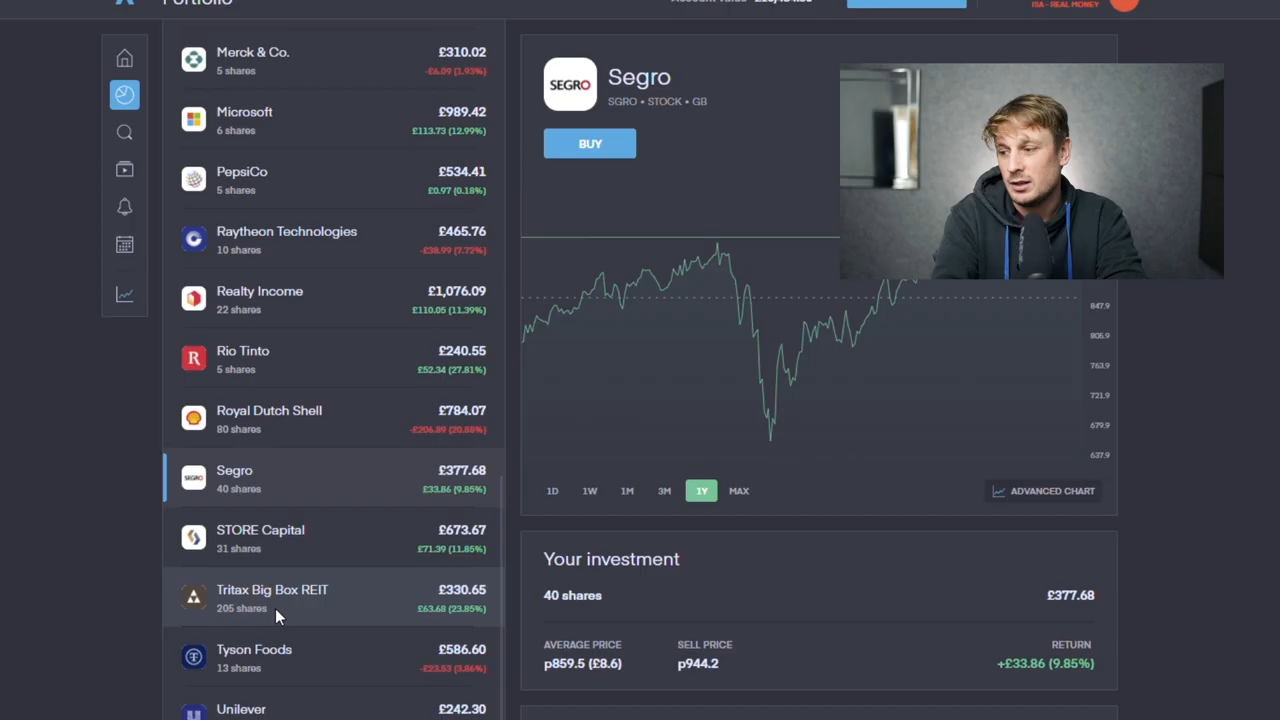 Portfolio
ISA - REAL MONEY
Merck & Co.
£310.02
5 shares
-£6.09 (1.93%)
Microsoft
£989.42
6 shares
£113.73 (12.99%)
PepsiCo
£534.41
5 shares
£0.97 (0.18%)
Raytheon Technologies
£465.76
10 shares
-£38.99 (7.72%)
Realty Income
£1,076.09
22 shares
£110.05 (11.39%)
R
Rio Tinto
£240.55
5 shares
£52.34 (27.81%)
Royal Dutch Shell
£784.07
80 shares
-£206.89 (20.88%)
SEGRO
Segro
£377.68
40 shares
£33.86 (9.85%)
STORE Capital
£673.67
31 shares
£71.39 (11.85%)
Tritax Big Box REIT
£330.65
205 shares
£63.68 (23.85%)
Tyson Foods
£586.60
13 shares
-£23.53 (3.86%)
Unilever
£242.30
SEGRO
Segro
SGRO • STOCK • GB
BUY
847.9
805.9
763.9
721.9
679.9
637.9
1D 1W 1M 3M 1Y MAX
ADVANCED CHART
Your investment
40 shares
£377.68
AVERAGE PRICE
SELL PRICE
RETURN
p859.5 (£8.6)
p944.2
+£33.86 (9.85%)